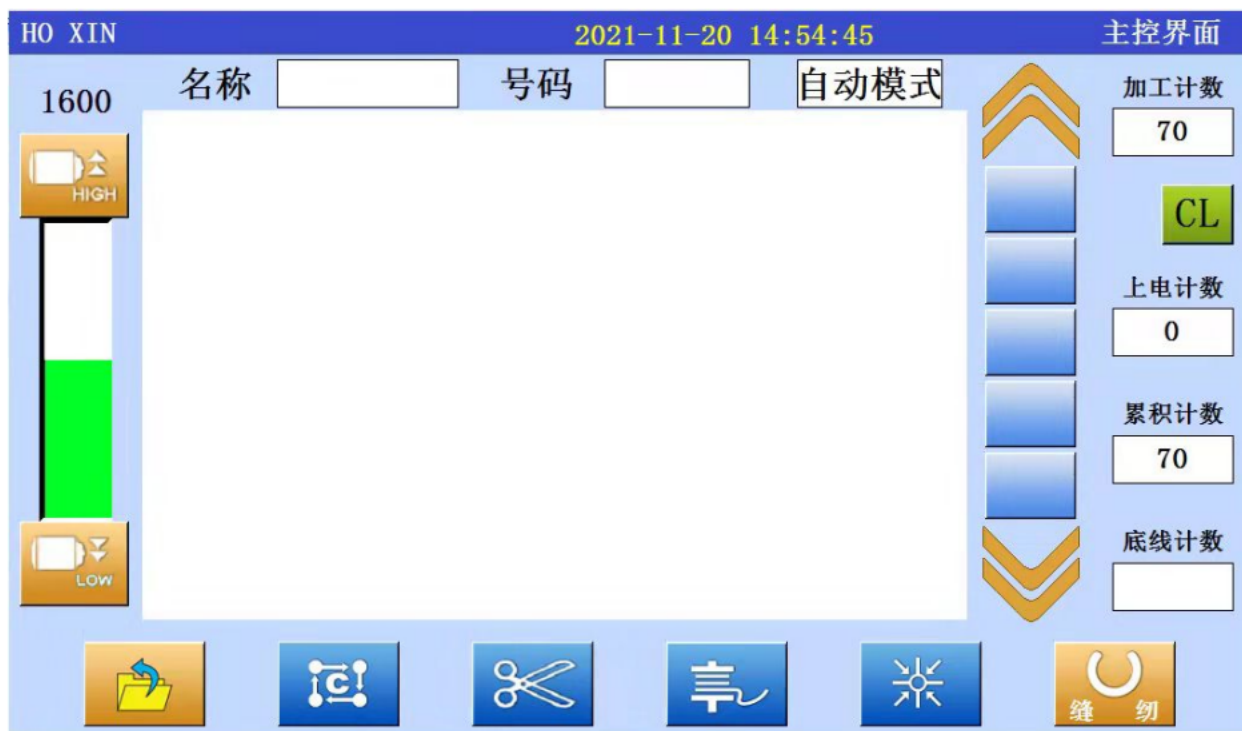 HO XIN 2021-11-20 14:54:45 主控界面
1600 名称 号码 自动模式 加工计数
70
HIGH
CL
上电计数
0
累积计数
70
底线计数
LOW
C
缝 纫